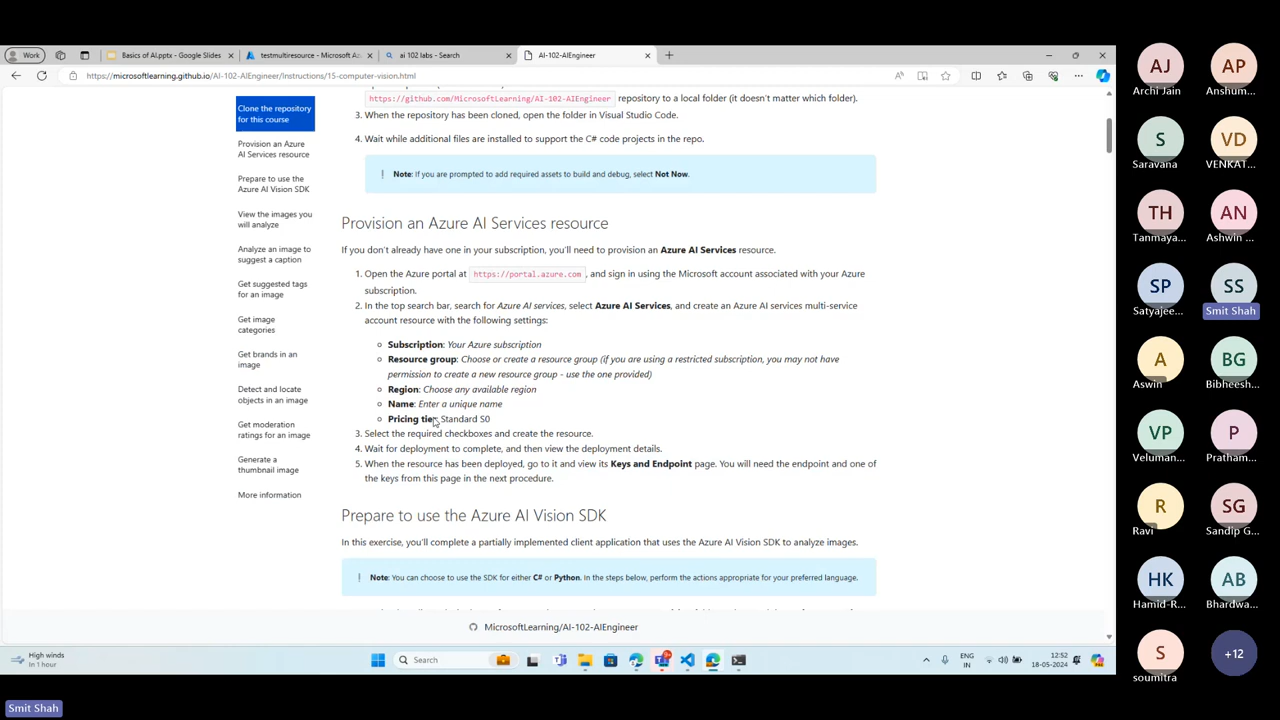 Work
Basics of AI.pptx - Google Slides
testmultiresource - Microsoft Az
ai 102 labs - Search
AI-102-AIEngineer
https://microsoftlearning.github.io/AI-102-AIEngineer/Instructions/15-computer-vision.html
Clone the repository
for this course
Provision an Azure
AI Services resource
Prepare to use the
Azure AI Vision SDK
View the images you
will analyze
Analyze an image to
suggest a caption
Get suggested tags
for an image
Get image
categories
Get brands in an
image
Detect and locate
objects in an image
Get moderation
ratings for an image
Generate a
thumbnail image
More information
https://github.com/MicrosoftLearning/AI-102-AIEngineer repository to a local folder (it doesn't matter which folder).
3. When the repository has been cloned, open the folder in Visual Studio Code.
4. Wait while additional files are installed to support the C# code projects in the repo.
Note: If you are prompted to add required assets to build and debug, select Not Now.
Provision an Azure AI Services resource
If you don't already have one in your subscription, you'll need to provision an Azure AI Services resource.
1. Open the Azure portal at https://portal.azure.com, and sign in using the Microsoft account associated with your Azure
subscription.
2. In the top search bar, search for Azure AI services, select Azure AI Services, and create an Azure AI services multi-service
account resource with the following settings:
Subscription: Your Azure subscription
Resource group: Choose or create a resource group (if you are using a restricted subscription, you may not have
permission to create a new resource group - use the one provided)
Region: Choose any available region
Name: Enter a unique name
Pricing tier: Standard S0
3. Select the required checkboxes and create the resource.
4. Wait for deployment to complete, and then view the deployment details.
5. When the resource has been deployed, go to it and view its Keys and Endpoint page. You will need the endpoint and one of
the keys from this page in the next procedure.
Prepare to use the Azure AI Vision SDK
In this exercise, you'll complete a partially implemented client application that uses the Azure AI Vision SDK to analyze images.
Note: You can choose to use the SDK for either C# or Python. In the steps below, perform the actions appropriate for your preferred language.
MicrosoftLearning/AI-102-AIEngineer
High winds
In 1 hour
Search
ENG
IN
12:52
18-05-2024
Smit Shah
AJ
Archi Jain
AP
Anshum...
S
Saravana
VD
VENKAT...
TH
Tanmaya...
AN
Ashwin ...
SP
Satyajee...
SS
Smit Shah
A
Aswin
BG
Bibheesh...
VP
Veluman...
P
Pratham...
R
Ravi
SG
Sandip G...
HK
Hamid-R...
AB
Bhardwa...
S
soumitra
+12